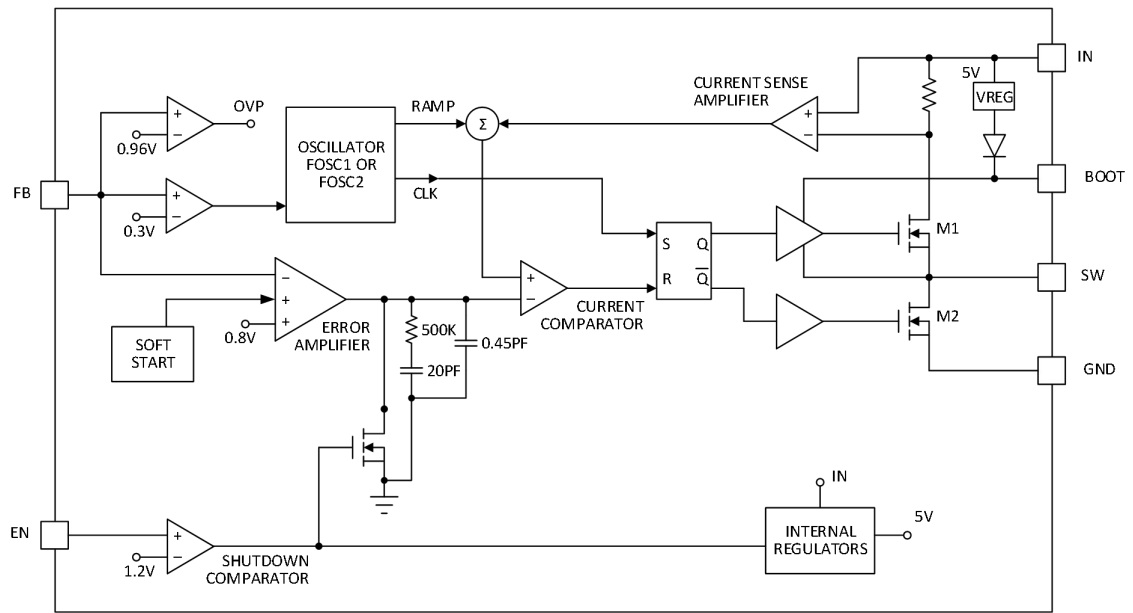 IN
5V
VREG
CURRENT SENSE
AMPLIFIER
+
−
OVP
RAMP
Σ
+
−
0.96V
OSCILLATOR
FOSC1 OR
FOSC2
BOOT
FB
CLK
+
−
0.3V
M1
S Q
R Q̅
SW
−
+
+
+
−
CURRENT
COMPARATOR
M2
0.8V
ERROR
AMPLIFIER
500K
0.45PF
SOFT
START
20PF
GND
IN
5V
EN
+
−
1.2V
SHUTDOWN
COMPARATOR
INTERNAL
REGULATORS